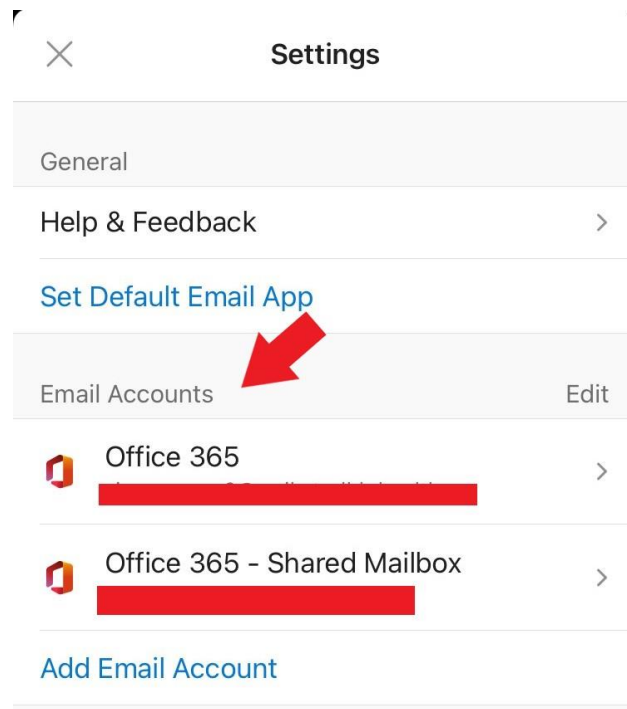 Settings
General
Help & Feedback
Set Default Email App
Email Accounts Edit
Office 365
Office 365 - Shared Mailbox
Add Email Account